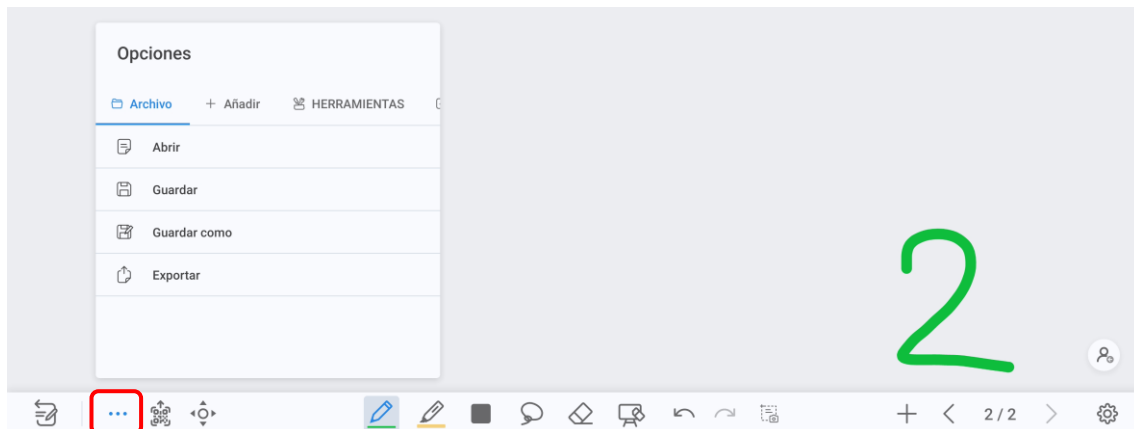 Opciones
Archivo + Añadir HERRAMIENTAS
Abrir
Guardar
Guardar como
Exportar
2
2/2